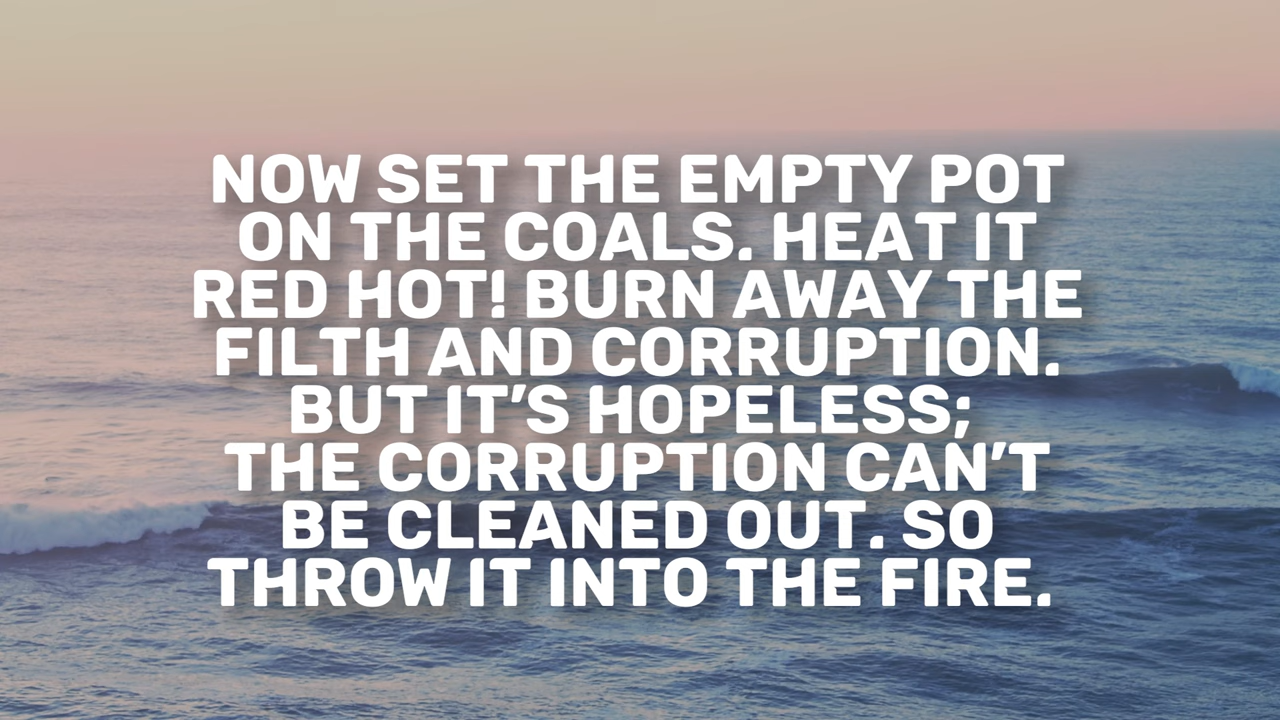 NOW SET THE EMPTY POT
ON THE COALS. HEAT IT
RED HOT! BURN AWAY THE
FILTH AND CORRUPTION.
BUT IT’S HOPELESS;
THE CORRUPTION CAN’T
BE CLEANED OUT. SO
THROW IT INTO THE FIRE.